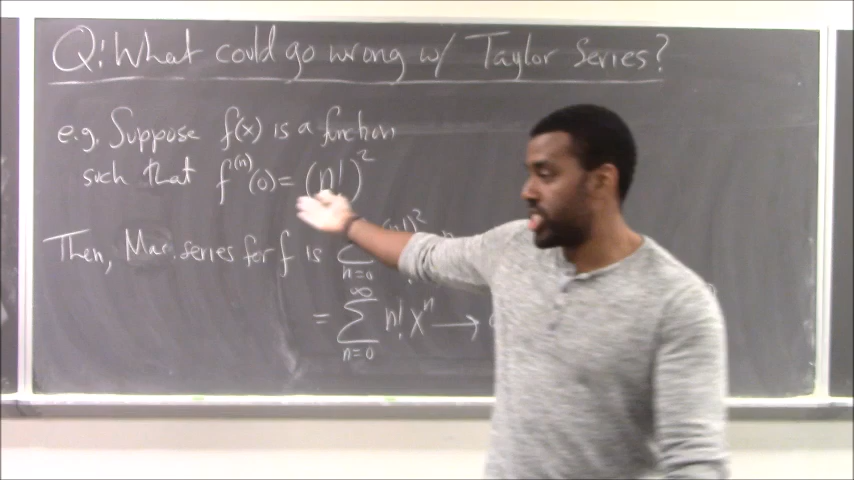 Q: What could go wrong w/ Taylor Series?
e.g. Suppose f(x) is a function
such that f^(n)(0) = (n!)^2
Then, Mac. series for f is ∑ n=0
= ∑_{n=0}^∞ n! x^n →